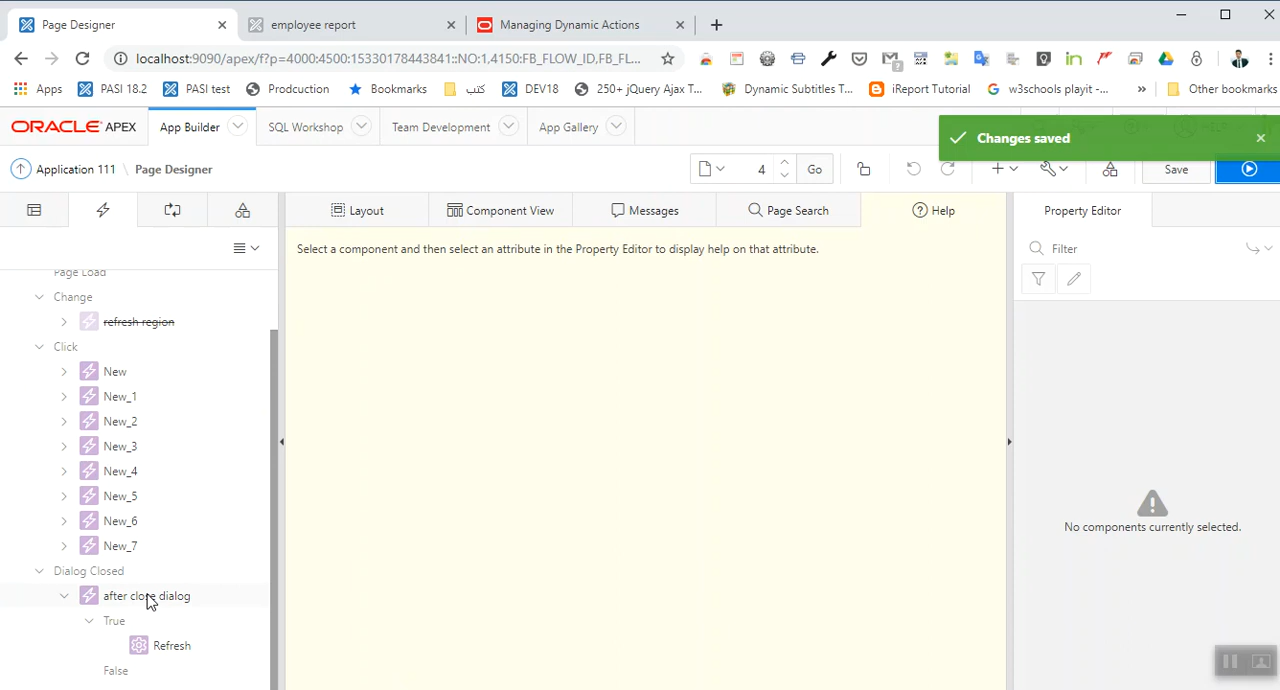 Page Designer
employee report
Managing Dynamic Actions
localhost:9090/apex/f?p=4000:4500:15330178443841::NO:1,4150:FB_FLOW_ID,FB_FL...
Apps
PASI 18.2
PASI test
Production
Bookmarks
كتب
DEV18
250+ jQuery Ajax T...
Dynamic Subtitles T...
iReport Tutorial
w3schools playit -...
»
Other bookmarks
ORACLE APEX
App Builder
SQL Workshop
Team Development
App Gallery
Changes saved
Application 111 \ Page Designer
4
Go
Save
Layout
Component View
Messages
Page Search
Help
Property Editor
Select a component and then select an attribute in the Property Editor to display help on that attribute.
Filter
Page Load
Change
refresh region
Click
New
New_1
New_2
New_3
New_4
New_5
New_6
New_7
Dialog Closed
after close dialog
True
Refresh
False
No components currently selected.